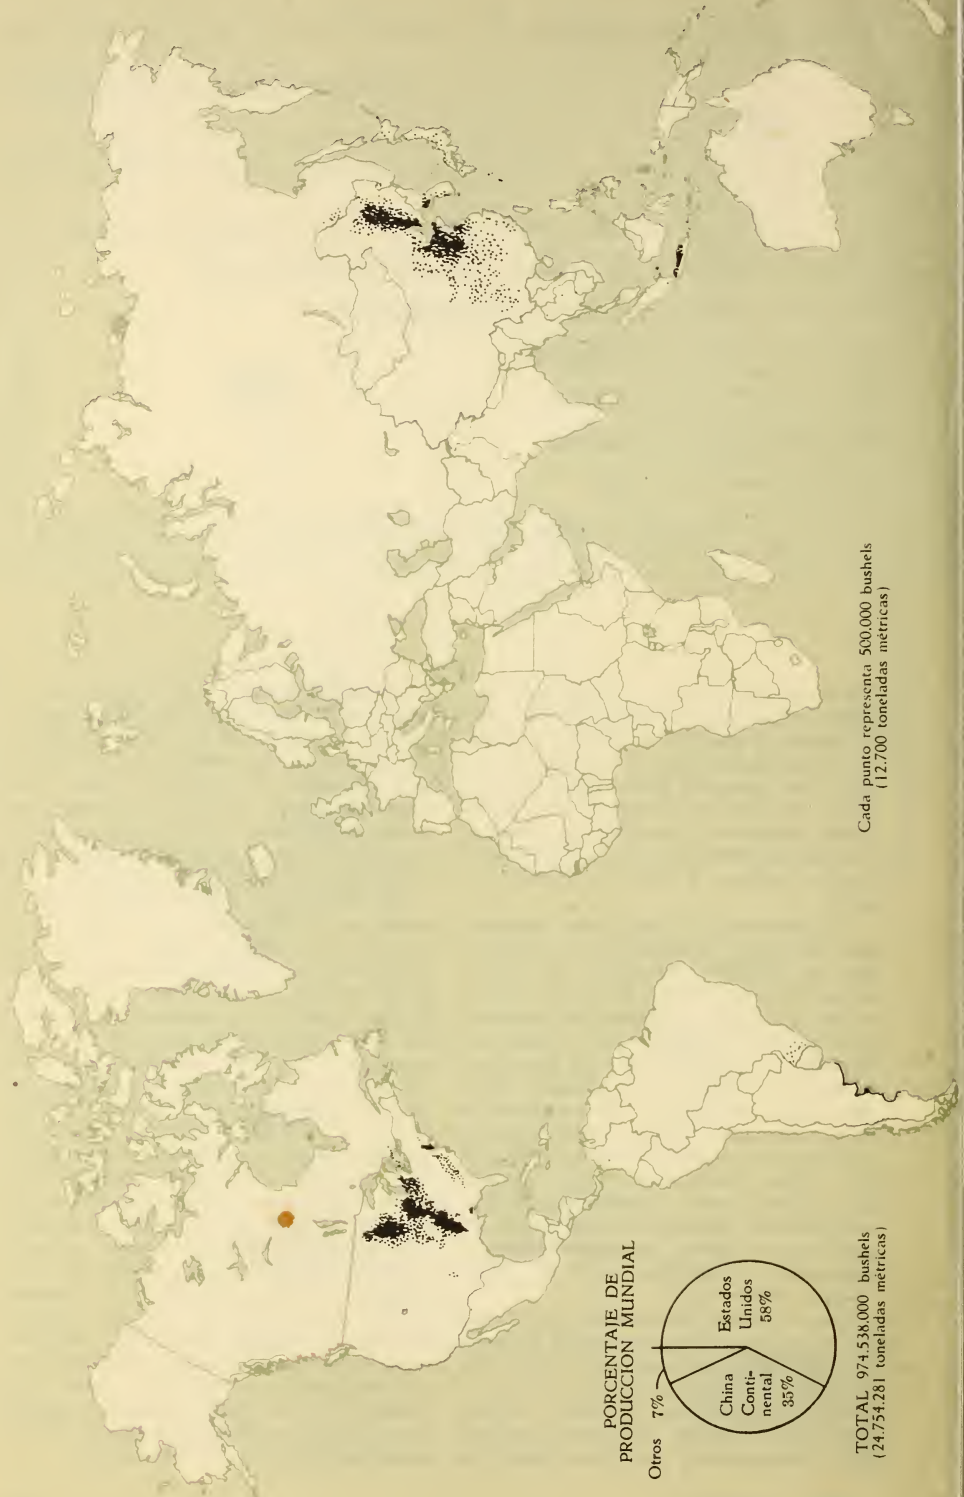 PORCENTAJE DE
PRODUCCION MUNDIAL
Otros 7%
China
Conti-
nental
35%
Estados
Unidos
58%
TOTAL 974.538.000 bushels
(24.754.281 toneladas métricas)
Cada punto representa 500.000 bushels
(12.700 toneladas métricas)